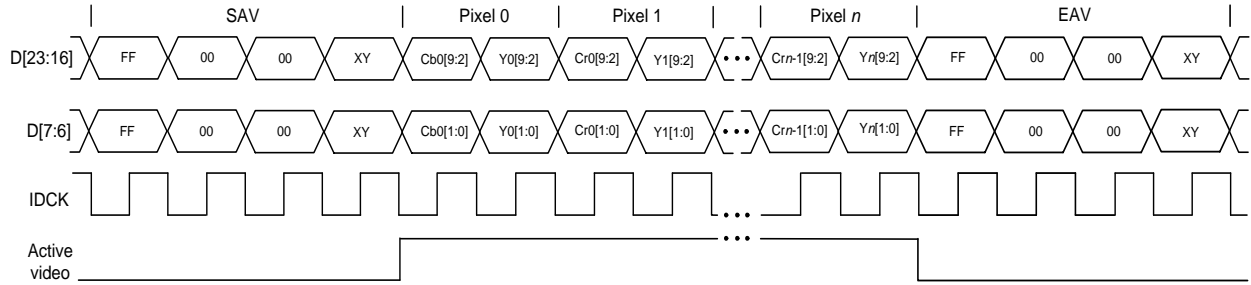 SAV Pixel 0 Pixel 1 Pixel n EAV
D[23:16] FF 00 00 XY Cb0[9:2] Y0[9:2] Cr0[9:2] Y1[9:2] ••• Crn-1[9:2] Yn[9:2] FF 00 00 XY
D[7:6] FF 00 00 XY Cb0[1:0] Y0[1:0] Cr0[1:0] Y1[1:0] ••• Crn-1[1:0] Yn[1:0] FF 00 00 XY
IDCK •••
Active •••
video